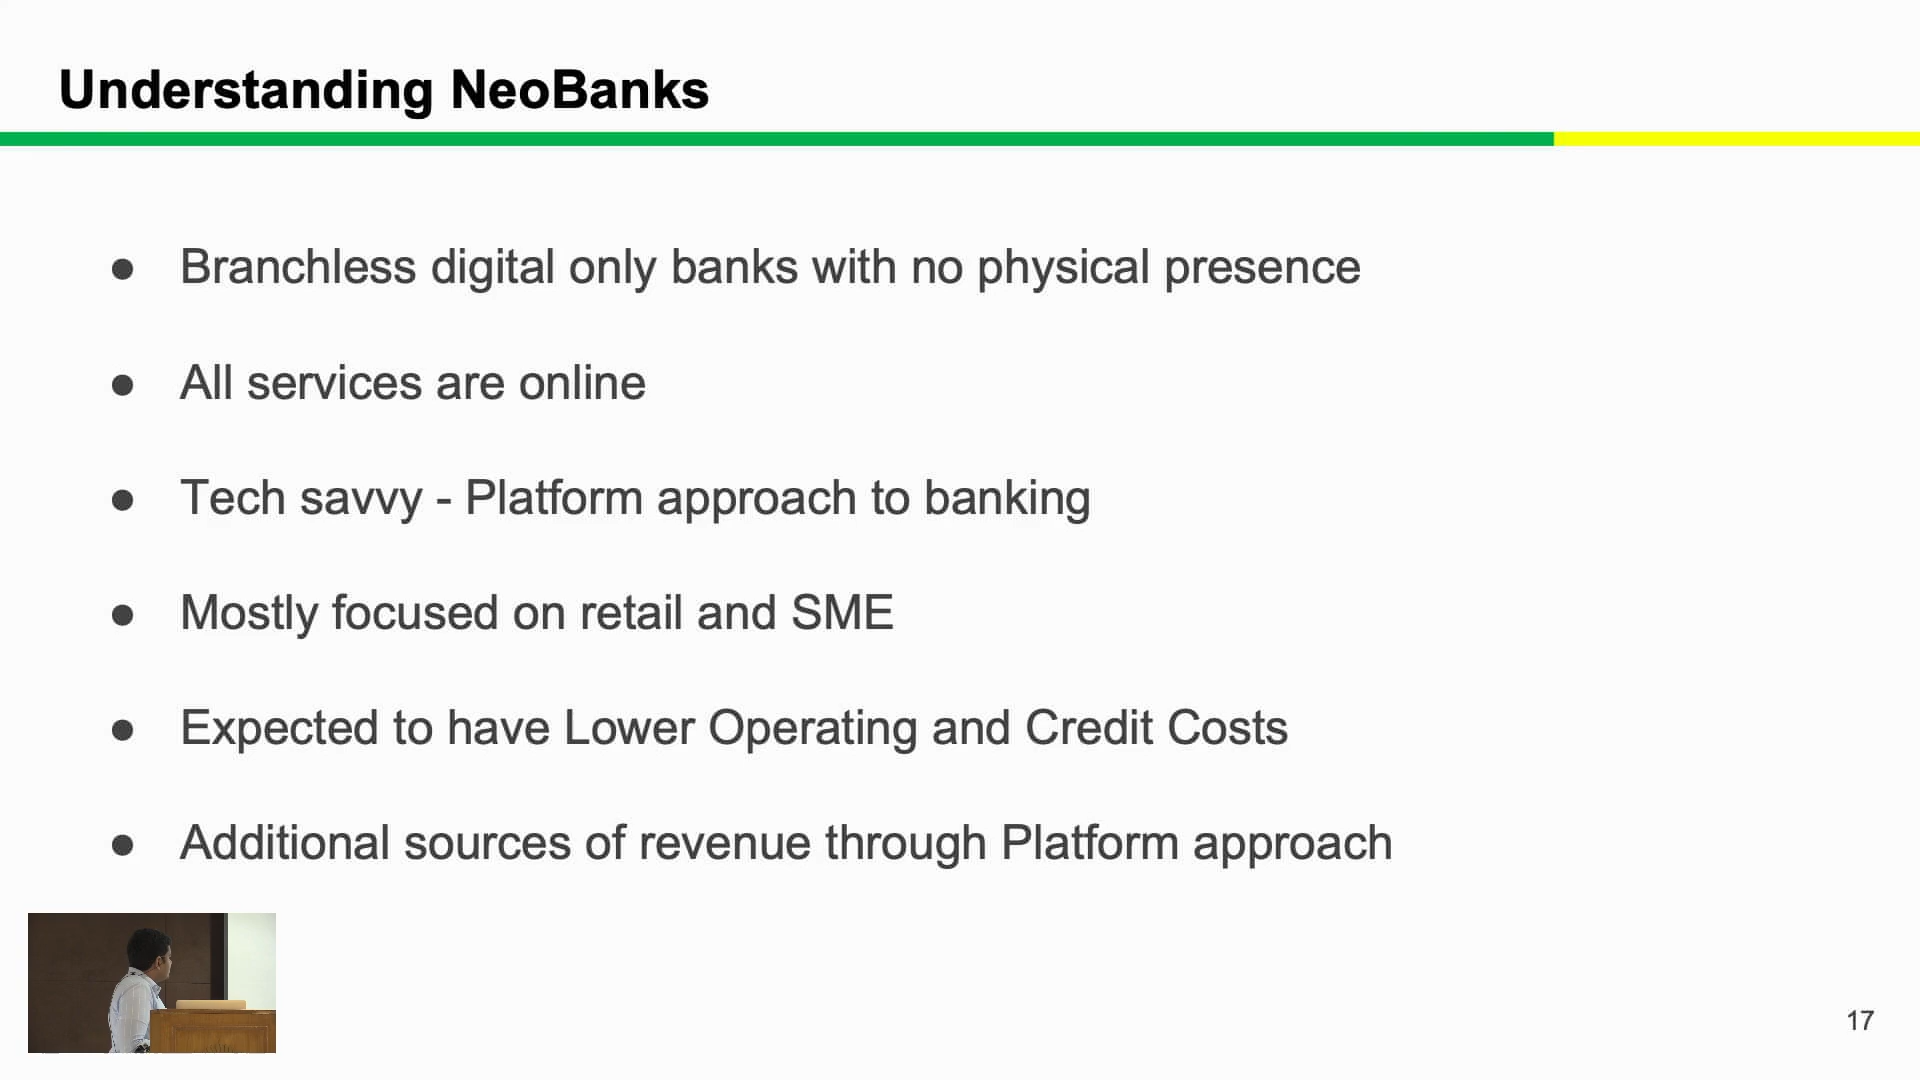 Understanding NeoBanks
● Branchless digital only banks with no physical presence
● All services are online
● Tech savvy - Platform approach to banking
● Mostly focused on retail and SME
● Expected to have Lower Operating and Credit Costs
● Additional sources of revenue through Platform approach
17